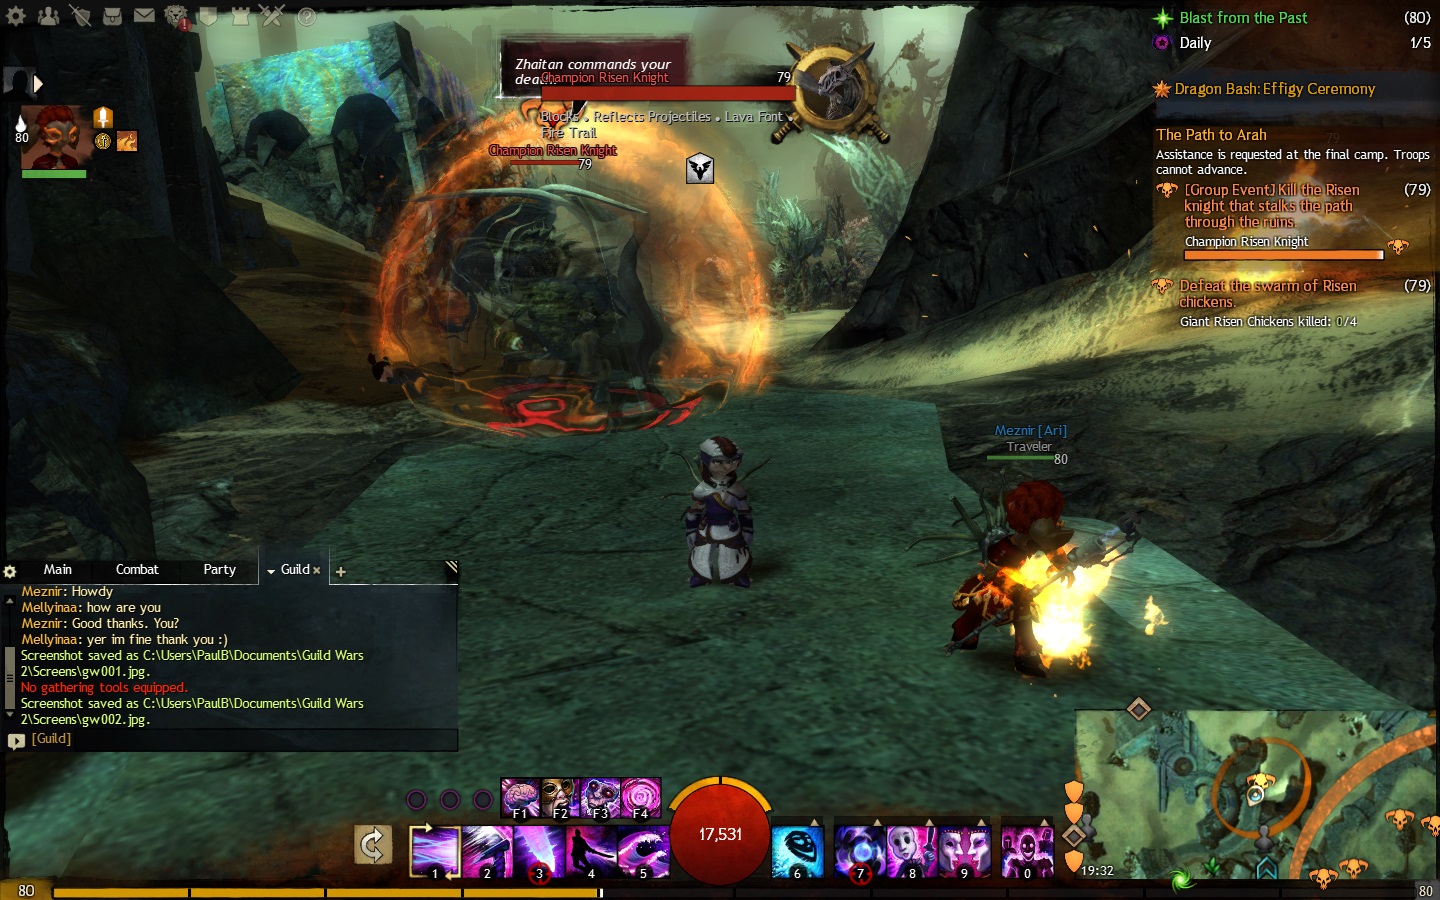 Blast from the Past (80)
Daily 1/5
Dragon Bash: Effigy Ceremony
The Path to Arah
Assistance is requested at the final camp. Troops
cannot advance.
[Group Event] Kill the Risen (79)
knight that stalks the path
through the ruins.
Champion Risen Knight
Defeat the swarm of Risen (79)
chickens.
Giant Risen Chickens killed: 0/4
Zhaitan commands your
dea...
Champion Risen Knight 79
Blocks . Reflects Projectiles . Lava Font .
Fire Trail
Champion Risen Knight
79
80
Meznir [Ari]
Traveler
80
Main Combat Party Guild
Meznir: Howdy
Mellyinaa: how are you
Meznir: Good thanks. You?
Mellyinaa: yer im fine thank you :)
Screenshot saved as C:\Users\PaulB\Documents\Guild Wars
2\Screens\gw001.jpg.
No gathering tools equipped.
Screenshot saved as C:\Users\PaulB\Documents\Guild Wars
2\Screens\gw002.jpg.
[Guild]
F1 F2 F3 F4
17,531
1 2 3 4 5 6 7 8 9 0
19:32
80 80